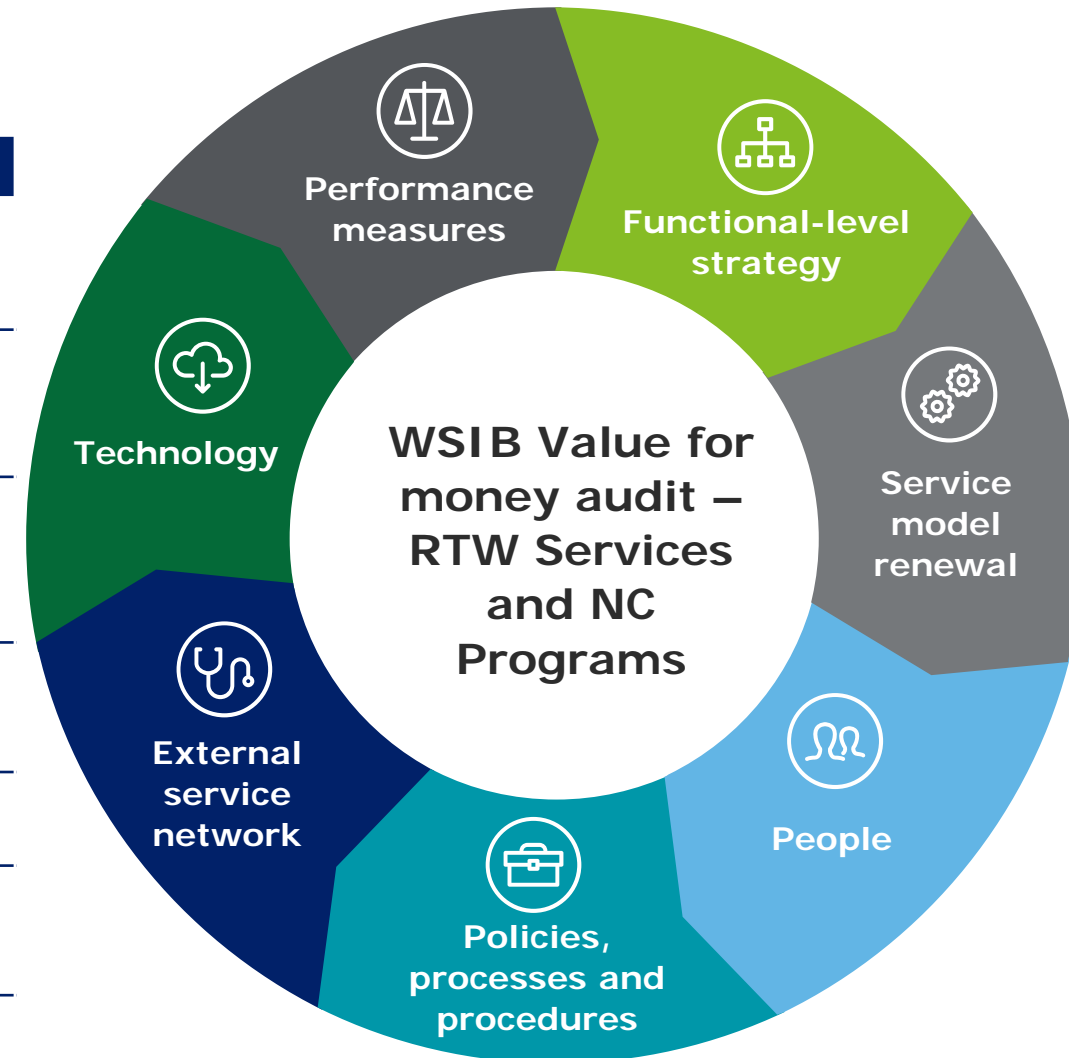 Performance
measures
Functional-level
strategy
Technology
WSIB Value for
money audit –
RTW Services
and NC
Programs
Service
model
renewal
External
service
network
People
Policies,
processes and
procedures